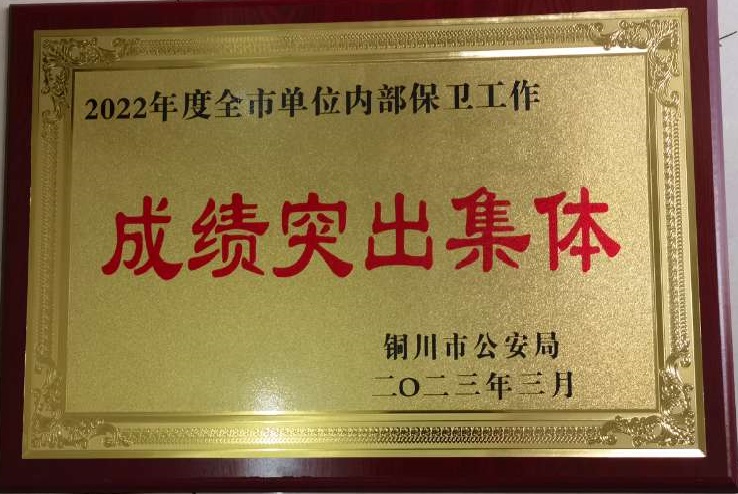 2022年度全市单位内部保卫工作
成绩突出集体
铜川市公安局
二〇二三年三月